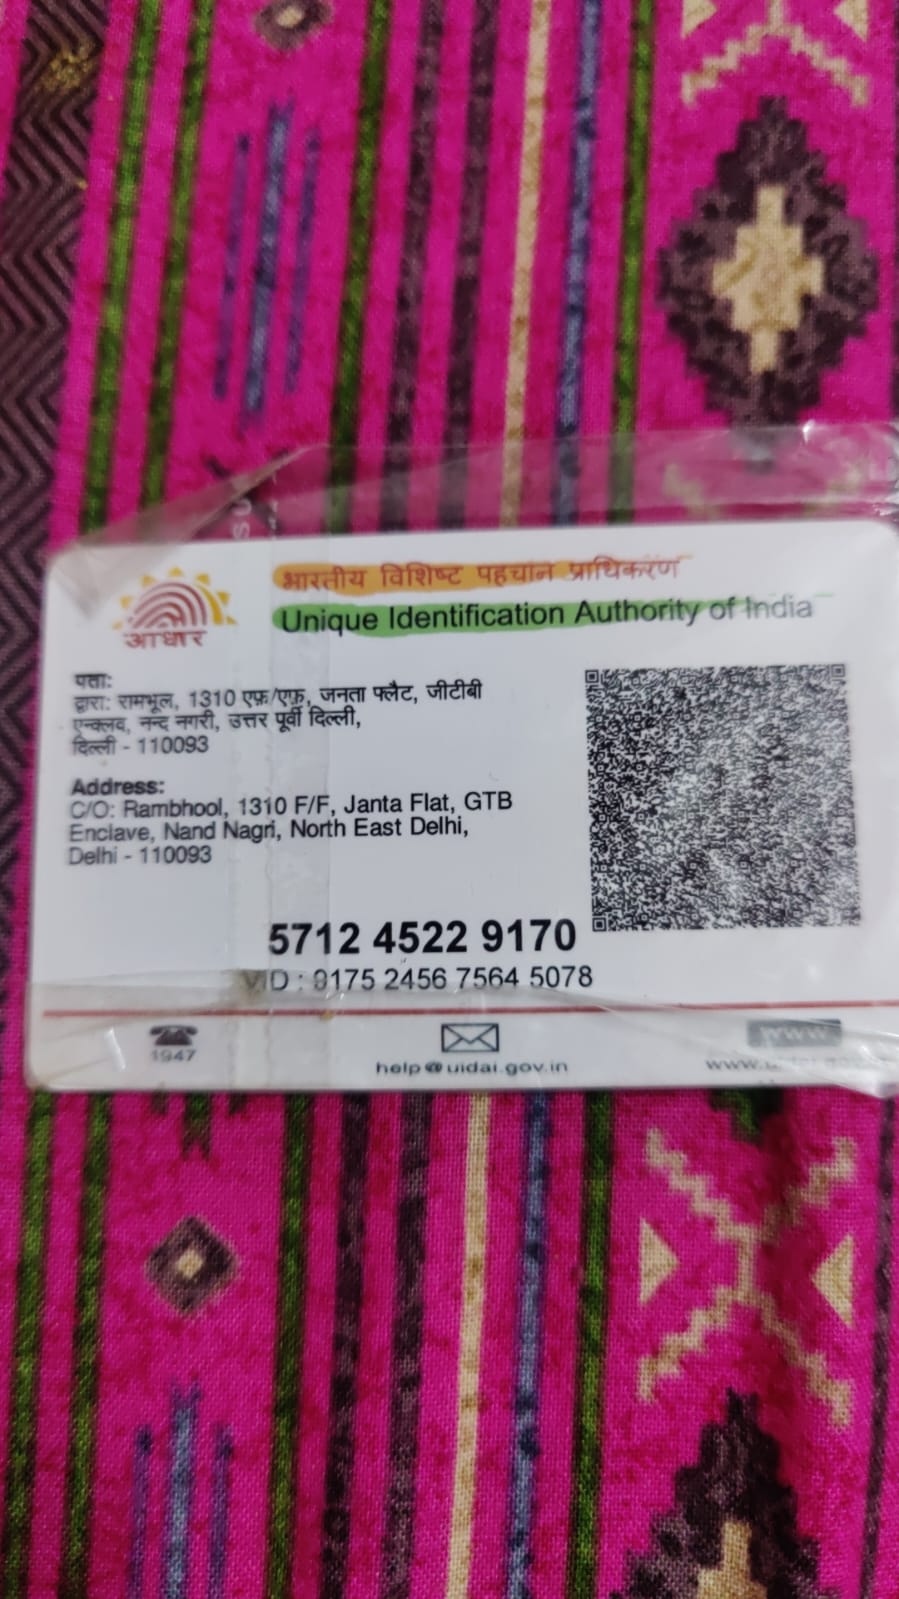 आधार
भारतीय विशिष्ट पहचान प्राधिकरण
Unique Identification Authority of India
पता:
द्वारा: रामभूल, 1310 एफ़/एफ़, जनता फ्लैट, जीटीबी
एन्क्लव, नन्द नगरी, उत्तर पूर्वी दिल्ली,
दिल्ली - 110093
Address:
C/O: Rambhool, 1310 F/F, Janta Flat, GTB
Enclave, Nand Nagri, North East Delhi,
Delhi - 110093
5712 4522 9170
VID : 9175 2456 7564 5078
1947
help@uidai.gov.in
www